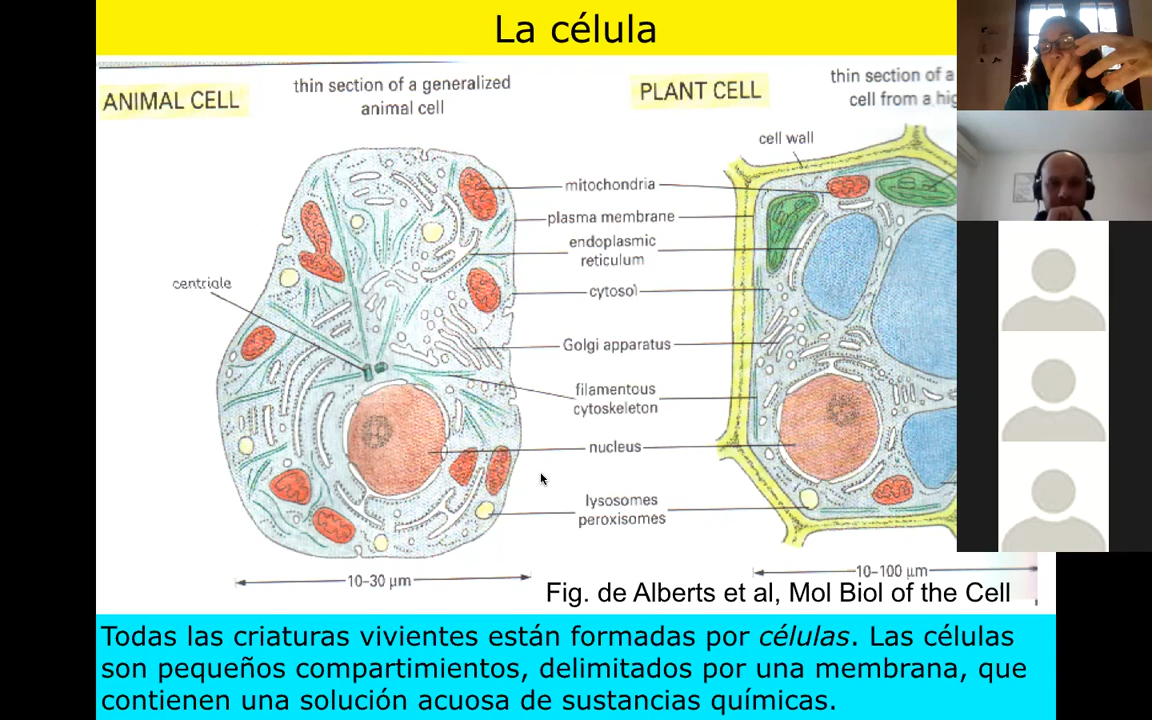 La célula
ANIMAL CELL
thin section of a generalized
animal cell
PLANT CELL
thin section of a
cell from a
cell wall
mitochondria
plasma membrane
endoplasmic
reticulum
centriole
cytosol
Golgi apparatus
filamentous
cytoskeleton
nucleus
lysosomes
peroxisomes
10–30 µm
10–100 µm
Fig. de Alberts et al, Mol Biol of the Cell
Todas las criaturas vivientes están formadas por células. Las células
son pequeños compartimientos, delimitados por una membrana, que
contienen una solución acuosa de sustancias químicas.